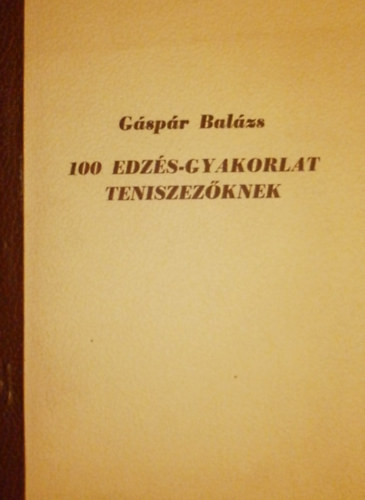 Gáspár Balázs
100 EDZÉS-GYAKORLAT
TENISZEZŐKNEK